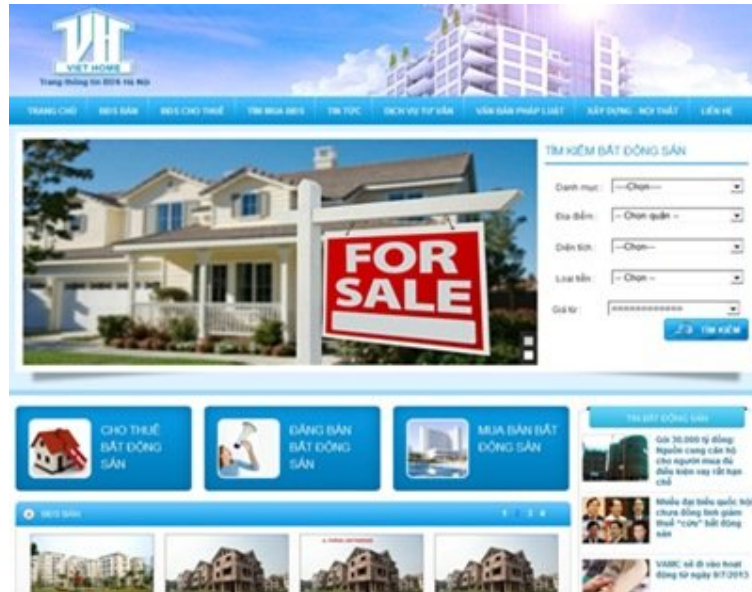 VH
VIET HOME
Trang thông tin BĐS Hà Nội
TRANG CHỦ BĐS BÁN BĐS CHO THUÊ TÌM MUA BĐS TIN TỨC DỊCH VỤ TƯ VẤN VĂN BẢN PHÁP LUẬT XÂY DỰNG - NỘI THẤT LIÊN HỆ
TÌM KIẾM BẤT ĐỘNG SẢN
Danh mục : ---Chọn---
Địa điểm : -- Chọn quận --
Diện tích : ---Chọn---
Loại tiền : -- Chọn --
Giá từ :
TÌM KIẾM
FOR
SALE
CHO THUÊ
BẤT ĐỘNG
SẢN
ĐĂNG BÁN
BẤT ĐỘNG
SẢN
MUA BÁN BẤT
ĐỘNG SẢN
TIN BẤT ĐỘNG SẢN
Gói 30.000 tỷ đồng:
Nguồn cung căn hộ
cho người mua đủ
điều kiện vay rất hạn
chế
Nhiều đại biểu quốc hội
chưa đồng tình giảm
thuế "cứu" bất động
sản
VAMC sẽ đi vào hoạt
động từ ngày 9/7/2013
BĐS BÁN
1 2 3 4